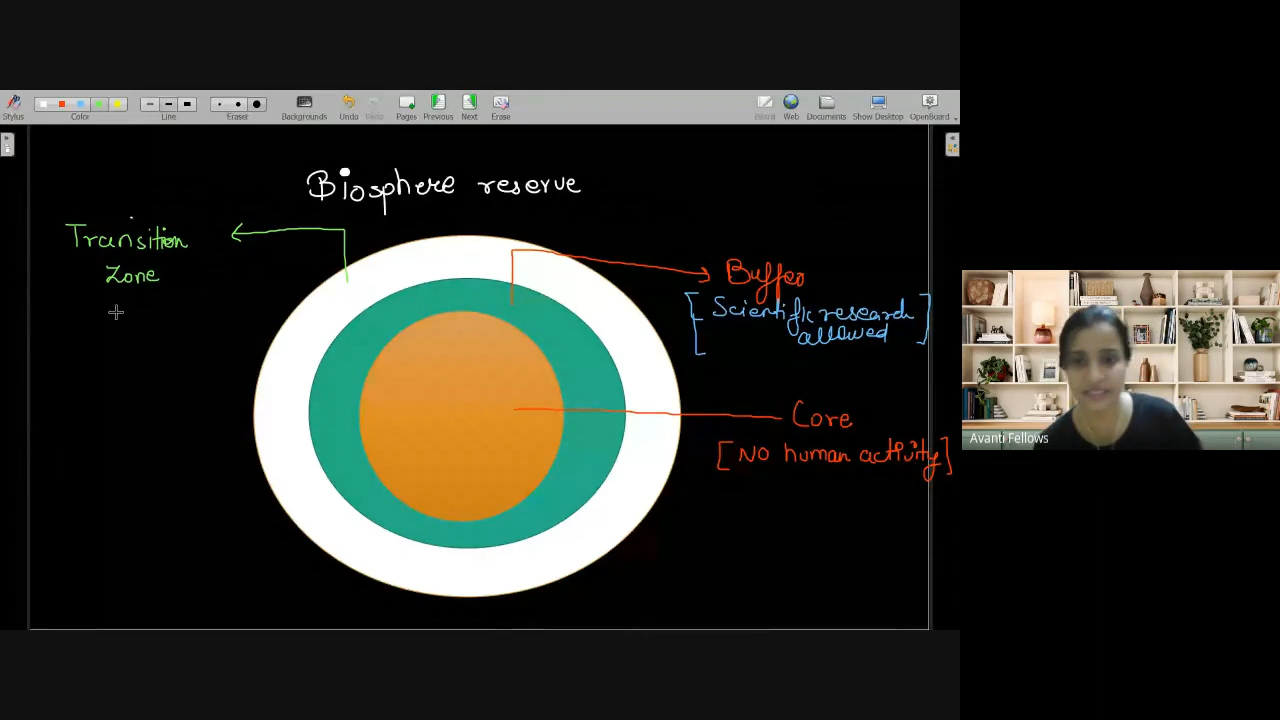 Stylus
Color
Line
Eraser
Backgrounds
Undo
Redo
Pages
Previous
Next
Erase
Board
Web
Documents
Show Desktop
OpenBoard
Biosphere reserve
Transition
Zone
Buffer
[Scientific research
allowed]
Core
[NO human activity]
Avanti Fellows